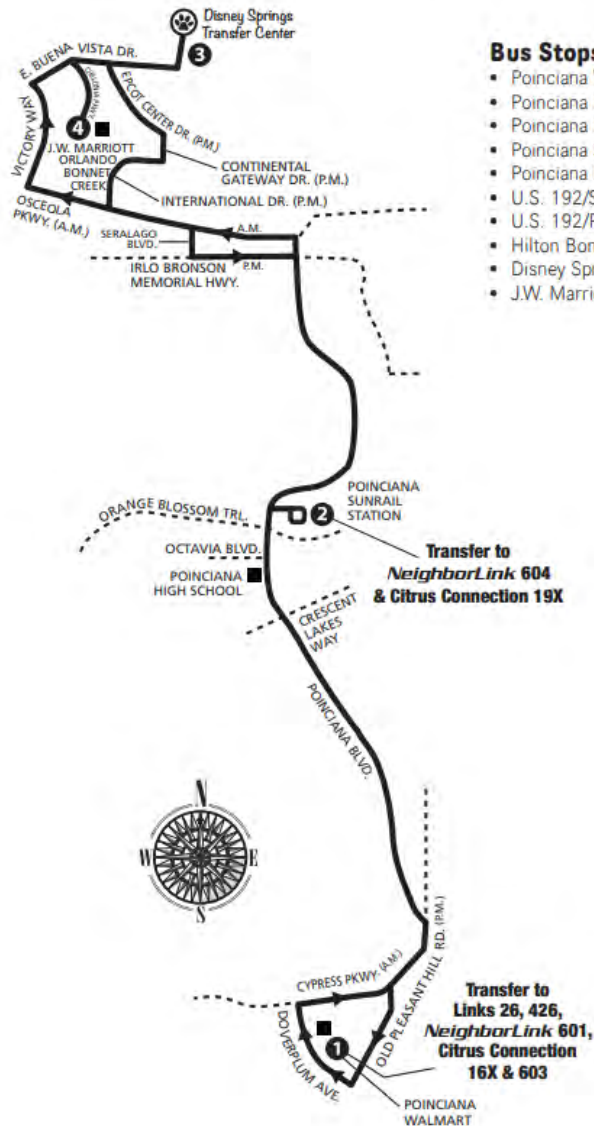 Disney Springs
Transfer Center
3
E. BUENA VISTA DR.
EPCOT CENTER DR. (P.M.)
VICTORY WAY
4
J.W. MARRIOTT
ORLANDO
BONNET
CREEK
CONTINENTAL
GATEWAY DR. (P.M.)
INTERNATIONAL DR. (P.M.)
OSCEOLA
PKWY. (A.M.)
SERALAGO
BLVD.
A.M.
P.M.
IRLO BRONSON
MEMORIAL HWY.
Bus Stops
• Poinciana
• Poinciana
• Poinciana
• Poinciana
• Poinciana
• U.S. 192/
• U.S. 192/
• Hilton Bon
• Disney Spri
• J.W. Marri
POINCIANA
SUNRAIL
STATION
ORANGE BLOSSOM TRL.
2
OCTAVIA BLVD.
POINCIANA
HIGH SCHOOL
Transfer to
NeighborLink 604
& Citrus Connection 19X
CRESCENT
LAKES
WAY
POINCIANA BLVD.
N
W
E
S
CYPRESS PKWY. (A.M.)
OLD PLEASANT HILL RD. (P.M.)
DOVERPLUM AVE.
1
Transfer to
Links 26, 426,
NeighborLink 601,
Citrus Connection
16X & 603
POINCIANA
WALMART